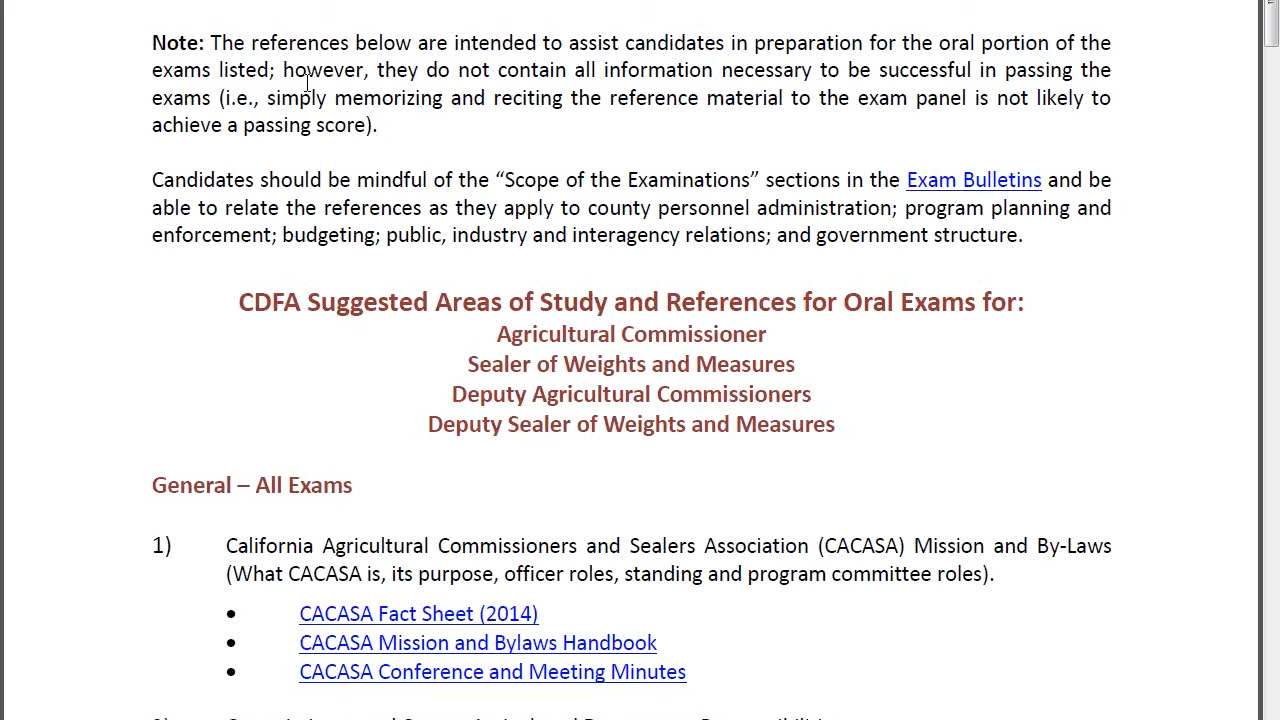 Note: The references below are intended to assist candidates in preparation for the oral portion of the
exams listed; however, they do not contain all information necessary to be successful in passing the
exams (i.e., simply memorizing and reciting the reference material to the exam panel is not likely to
achieve a passing score).
Candidates should be mindful of the “Scope of the Examinations” sections in the Exam Bulletins and be
able to relate the references as they apply to county personnel administration; program planning and
enforcement; budgeting; public, industry and interagency relations; and government structure.
CDFA Suggested Areas of Study and References for Oral Exams for:
Agricultural Commissioner
Sealer of Weights and Measures
Deputy Agricultural Commissioners
Deputy Sealer of Weights and Measures
General – All Exams
1) California Agricultural Commissioners and Sealers Association (CACASA) Mission and By-Laws
(What CACASA is, its purpose, officer roles, standing and program committee roles).
• CACASA Fact Sheet (2014)
• CACASA Mission and Bylaws Handbook
• CACASA Conference and Meeting Minutes